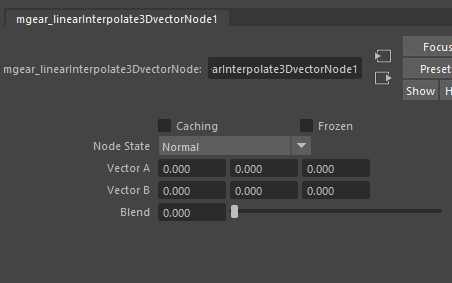 mgear_linearInterpolate3DvectorNode1
Focus
mgear_linearInterpolate3DvectorNode: arInterpolate3DvectorNode1
Preset
Show
Caching Frozen
Node State Normal
Vector A 0.000 0.000 0.000
Vector B 0.000 0.000 0.000
Blend 0.000